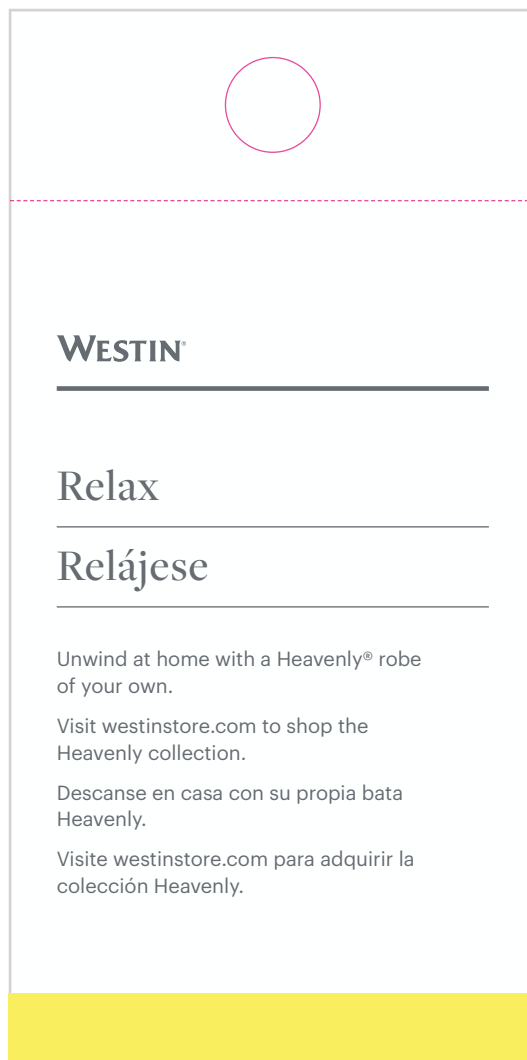 WESTIN®
Relax
Relájese
Unwind at home with a Heavenly® robe
of your own.
Visit westinstore.com to shop the
Heavenly collection.
Descanse en casa con su propia bata
Heavenly.
Visite westinstore.com para adquirir la
colección Heavenly.